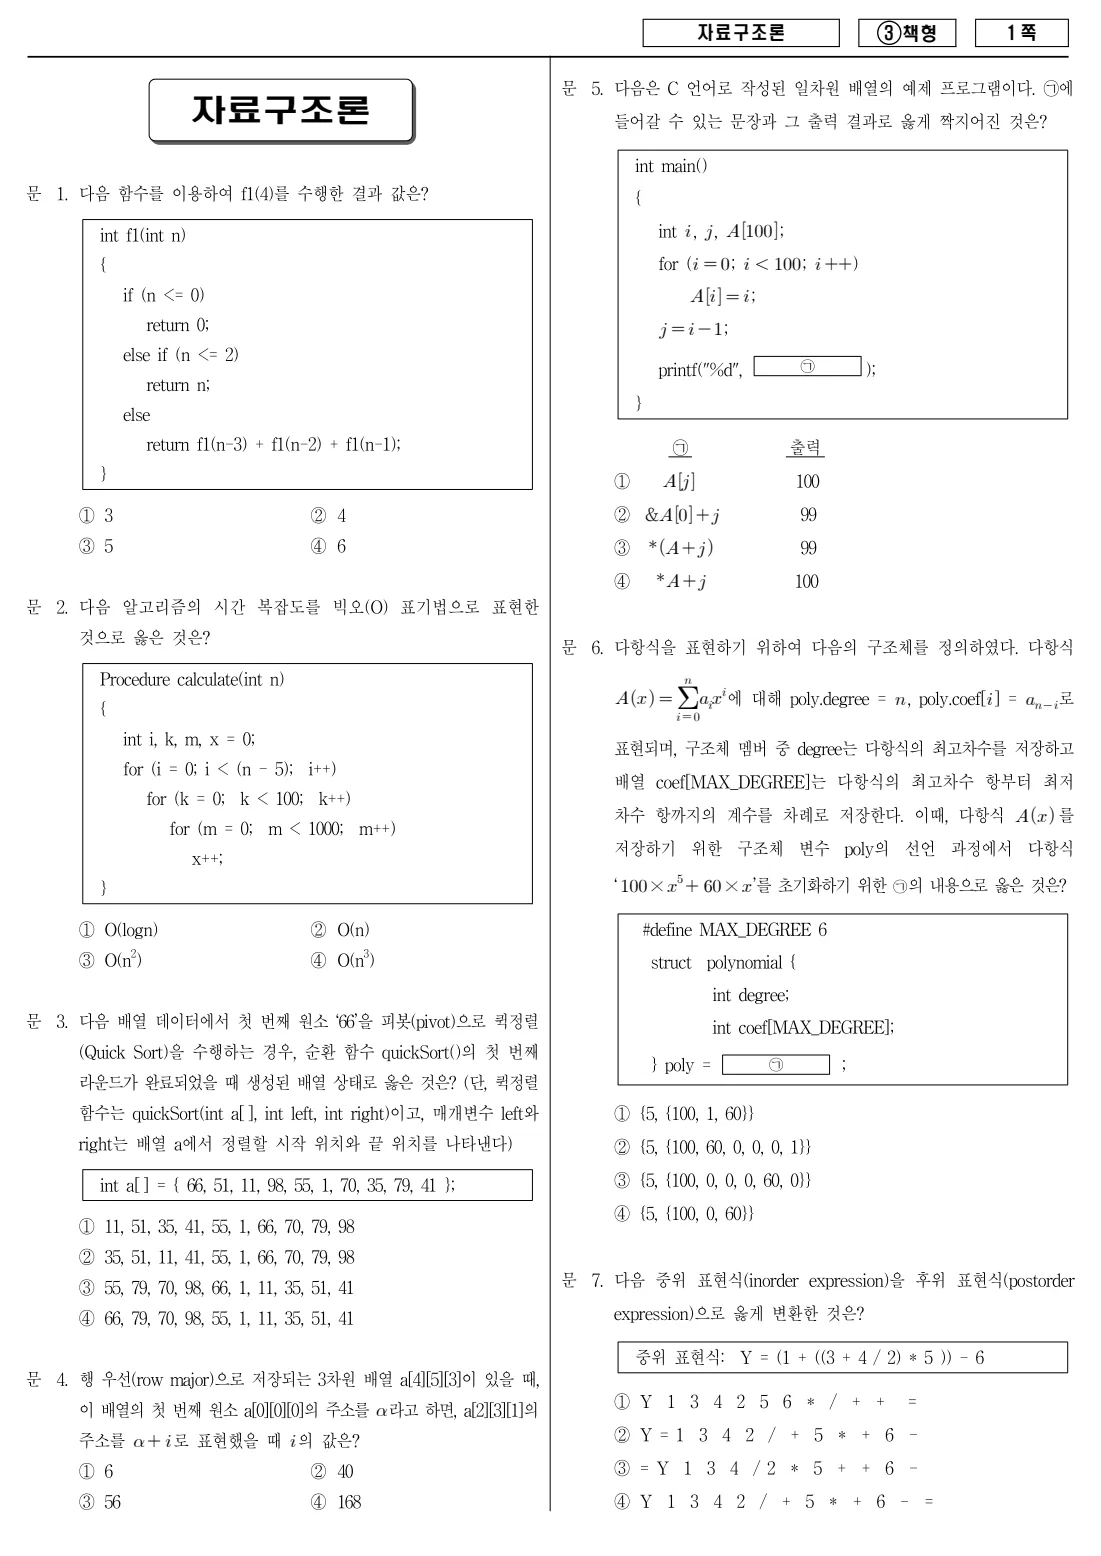 자료구조론 ③책형 1쪽
자료구조론
문 1. 다음 함수를 이용하여 f1(4)를 수행한 결과 값은?
int f1(int n)
{
if (n <= 0)
return 0;
else if (n <= 2)
return n;
else
return f1(n-3) + f1(n-2) + f1(n-1);
}
① 3 ② 4
③ 5 ④ 6
문 2. 다음 알고리즘의 시간 복잡도를 빅오(O) 표기법으로 표현한
것으로 옳은 것은?
Procedure calculate(int n)
{
int i, k, m, x = 0;
for (i = 0; i < (n - 5); i++)
for (k = 0; k < 100; k++)
for (m = 0; m < 1000; m++)
x++;
}
① O(logn) ② O(n)
③ O(n²) ④ O(n³)
문 3. 다음 배열 데이터에서 첫 번째 원소 ‘66’을 피봇(pivot)으로 퀵정렬
(Quick Sort)을 수행하는 경우, 순환 함수 quickSort()의 첫 번째
라운드가 완료되었을 때 생성된 배열 상태로 옳은 것은? (단, 퀵정렬
함수는 quickSort(int a[ ], int left, int right)이고, 매개변수 left와
right는 배열 a에서 정렬할 시작 위치와 끝 위치를 나타낸다)
int a[ ] = { 66, 51, 11, 98, 55, 1, 70, 35, 79, 41 };
① 11, 51, 35, 41, 55, 1, 66, 70, 79, 98
② 35, 51, 11, 41, 55, 1, 66, 70, 79, 98
③ 55, 79, 70, 98, 66, 1, 11, 35, 51, 41
④ 66, 79, 70, 98, 55, 1, 11, 35, 51, 41
문 4. 행 우선(row major)으로 저장되는 3차원 배열 a[4][5][3]이 있을 때,
이 배열의 첫 번째 원소 a[0][0][0]의 주소를 α라고 하면, a[2][3][1]의
주소를 α+i로 표현했을 때 i의 값은?
① 6 ② 40
③ 56 ④ 168
문 5. 다음은 C 언어로 작성된 일차원 배열의 예제 프로그램이다. ㉠에
들어갈 수 있는 문장과 그 출력 결과로 옳게 짝지어진 것은?
int main()
{
int i, j, A[100];
for (i=0; i < 100; i++)
A[i]=i;
j=i-1;
printf("%d", ㉠ );
}
㉠ 출력
① A[j] 100
② &A[0]+j 99
③ *(A+j) 99
④ *A+j 100
문 6. 다항식을 표현하기 위하여 다음의 구조체를 정의하였다. 다항식
A(x)=∑ⁿᵢ₌₀ aᵢxⁱ에 대해 poly.degree = n, poly.coef[i] = aₙ₋ᵢ로
표현되며, 구조체 멤버 중 degree는 다항식의 최고차수를 저장하고
배열 coef[MAX_DEGREE]는 다항식의 최고차수 항부터 최저
차수 항까지의 계수를 차례로 저장한다. 이때, 다항식 A(x)를
저장하기 위한 구조체 변수 poly의 선언 과정에서 다항식
‘100×x⁵+60×x’를 초기화하기 위한 ㉠의 내용으로 옳은 것은?
#define MAX_DEGREE 6
struct polynomial {
int degree;
int coef[MAX_DEGREE];
} poly = ㉠ ;
① {5, {100, 1, 60}}
② {5, {100, 60, 0, 0, 0, 1}}
③ {5, {100, 0, 0, 0, 60, 0}}
④ {5, {100, 0, 60}}
문 7. 다음 중위 표현식(inorder expression)을 후위 표현식(postorder
expression)으로 옳게 변환한 것은?
중위 표현식: Y = (1 + ((3 + 4 / 2) * 5 )) - 6
① Y 1 3 4 2 5 6 * / + + =
② Y = 1 3 4 2 / + 5 * + 6 -
③ = Y 1 3 4 / 2 * 5 + + 6 -
④ Y 1 3 4 2 / + 5 * + 6 - =